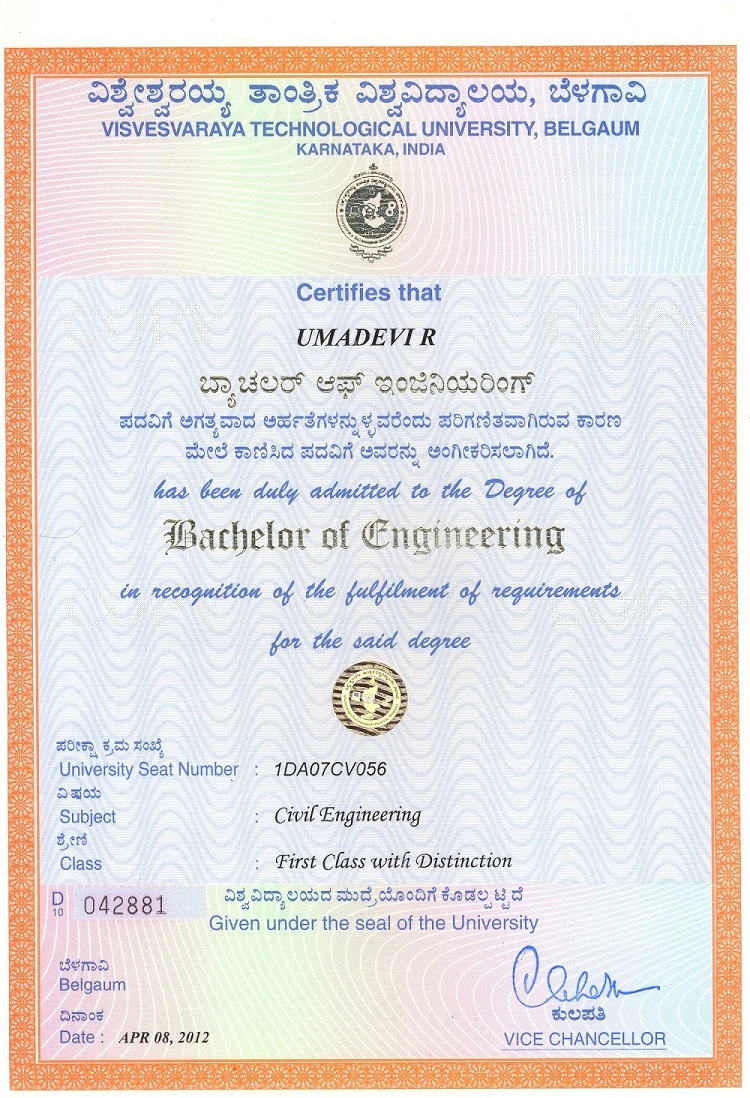 ವಿಶ್ವೇಶ್ವರಯ್ಯ ತಾಂತ್ರಿಕ ವಿಶ್ವವಿದ್ಯಾಲಯ, ಬೆಳಗಾವಿ
VISVESVARAYA TECHNOLOGICAL UNIVERSITY, BELGAUM
KARNATAKA, INDIA
Certifies that
UMADEVI R
ಬ್ಯಾಚಲರ್ ಆಫ್ ಇಂಜಿನಿಯರಿಂಗ್
ಪದವಿಗೆ ಅಗತ್ಯವಾದ ಅರ್ಹತೆಗಳನ್ನುಳ್ಳವರೆಂದು ಪರಿಗಣಿತವಾಗಿರುವ ಕಾರಣ
ಮೇಲೆ ಕಾಣಿಸಿದ ಪದವಿಗೆ ಅವರನ್ನು ಅಂಗೀಕರಿಸಲಾಗಿದೆ.
has been duly admitted to the Degree of
Bachelor of Engineering
in recognition of the fulfilment of requirements
for the said degree
ಪರೀಕ್ಷಾ ಕ್ರಮ ಸಂಖ್ಯೆ
University Seat Number : 1DA07CV056
ವಿಷಯ
Subject : Civil Engineering
ಶ್ರೇಣಿ
Class : First Class with Distinction
D 10 042881
ವಿಶ್ವವಿದ್ಯಾಲಯದ ಮುದ್ರೆಯೊಂದಿಗೆ ಕೊಡಲ್ಪಟ್ಟಿದೆ
Given under the seal of the University
ಬೆಳಗಾವಿ
Belgaum
ದಿನಾಂಕ
Date : APR 08, 2012
ಕುಲಪತಿ
VICE CHANCELLOR